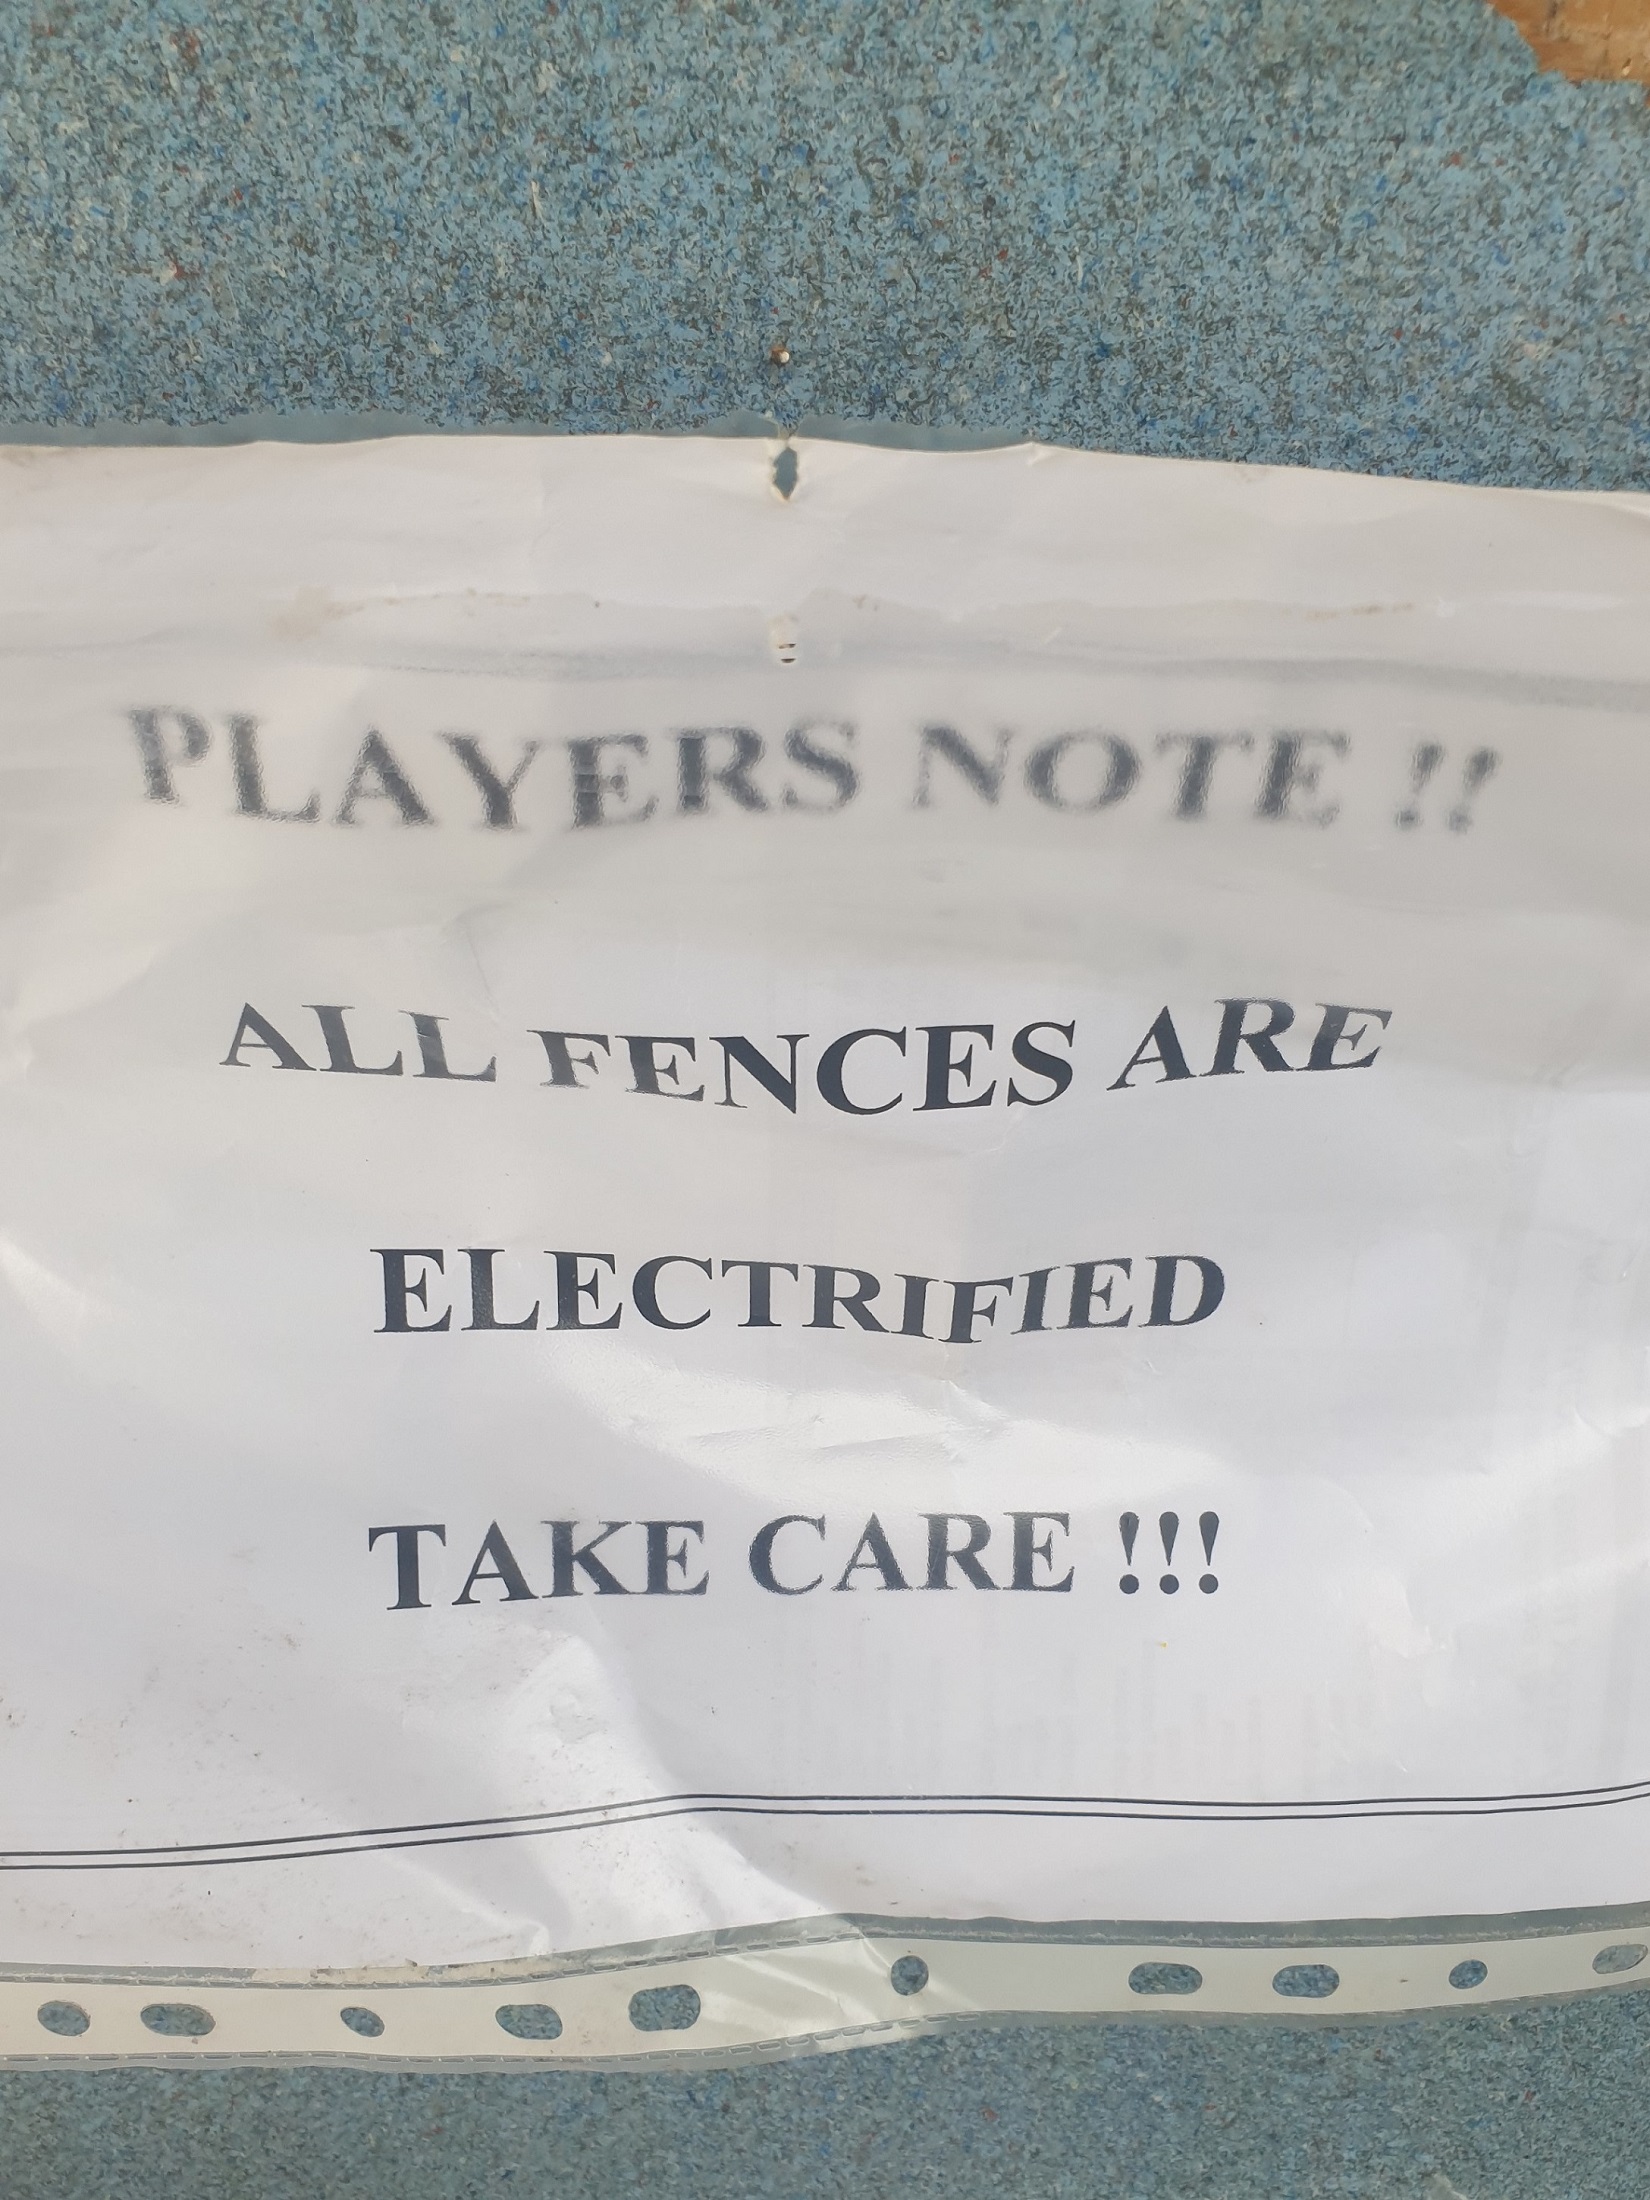 PLAYERS NOTE !!
ALL FENCES ARE
ELECTRIFIED
TAKE CARE !!!